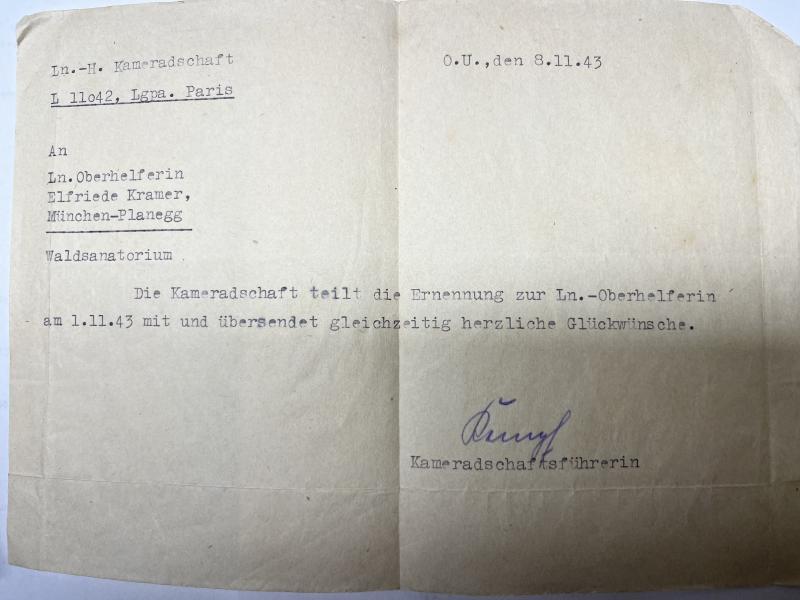 Ln.-H. Kameradschaft
O.U.,den 8.11.43
L 11o42, Lgpa. Paris
An
Ln.Oberhelferin
Elfriede Kramer,
München-Planegg
Waldsanatorium
Die Kameradschaft teilt die Ernennung zur Ln.-Oberhelferin
am 1.11.43 mit und übersendet gleichzeitig herzliche Glückwünsche.
Kameradschaftsführerin